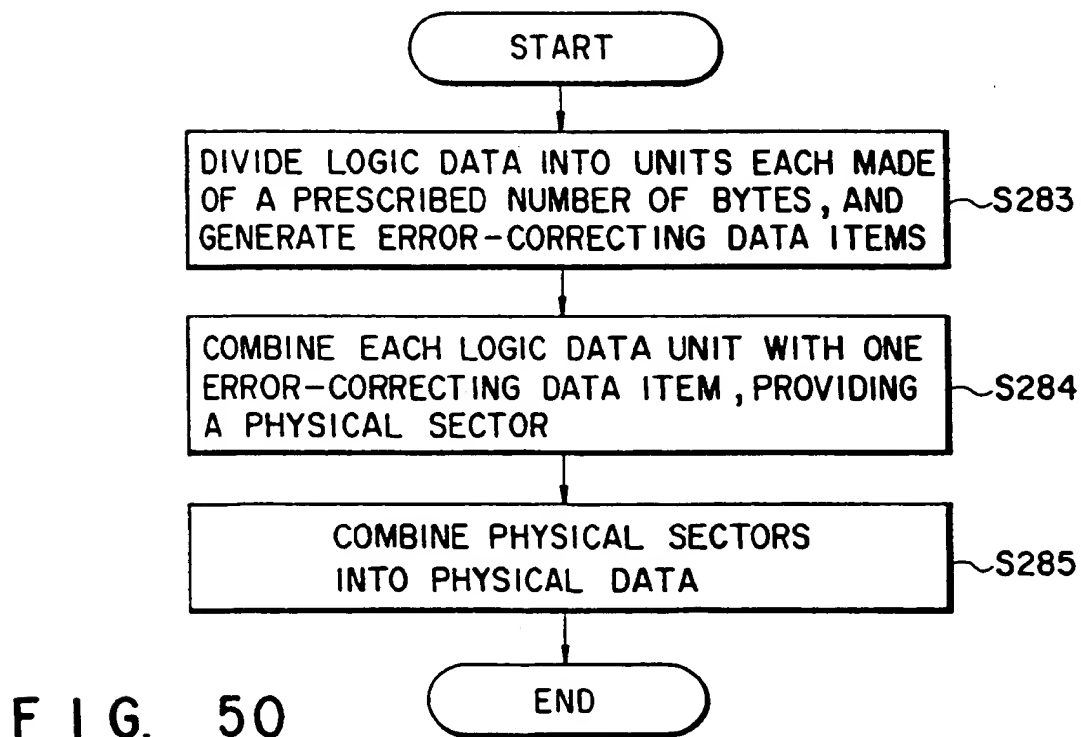 START
DIVIDE LOGIC DATA INTO UNITS EACH MADE
OF A PRESCRIBED NUMBER OF BYTES, AND
GENERATE ERROR-CORRECTING DATA ITEMS
S283
COMBINE EACH LOGIC DATA UNIT WITH ONE
ERROR-CORRECTING DATA ITEM, PROVIDING
A PHYSICAL SECTOR
S284
COMBINE PHYSICAL SECTORS
INTO PHYSICAL DATA
S285
END
FIG. 50